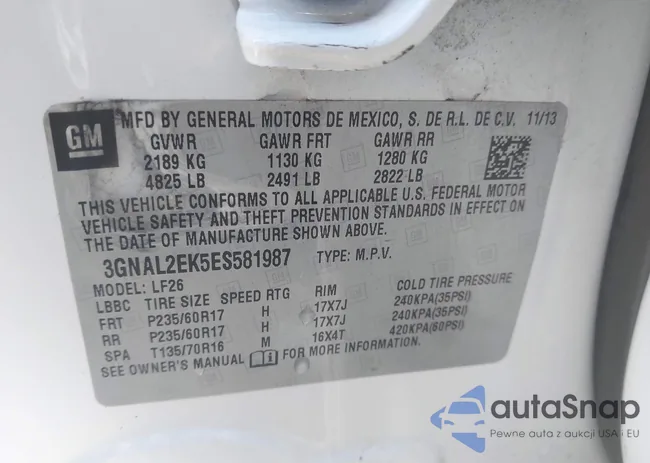 GM
MFD BY GENERAL MOTORS DE MEXICO, S. DE R.L. DE C.V. 11/13
GVWR GAWR FRT GAWR RR
2189 KG 1130 KG 1280 KG
4825 LB 2491 LB 2822 LB
THIS VEHICLE CONFORMS TO ALL APPLICABLE U.S. FEDERAL MOTOR
VEHICLE SAFETY AND THEFT PREVENTION STANDARDS IN EFFECT ON
THE DATE OF MANUFACTURE SHOWN ABOVE.
3GNAL2EK5ES581987 TYPE: M.P.V.
MODEL: LF26
LBBC TIRE SIZE SPEED RTG RIM COLD TIRE PRESSURE
FRT P235/60R17 H 17X7J 240KPA(35PSI)
RR P235/60R17 H 17X7J 240KPA(35PSI)
SPA T135/70R16 M 16X4T 420KPA(60PSI)
SEE OWNER'S MANUAL FOR MORE INFORMATION.
autaSnap
Pewne auta z aukcji USA i EU